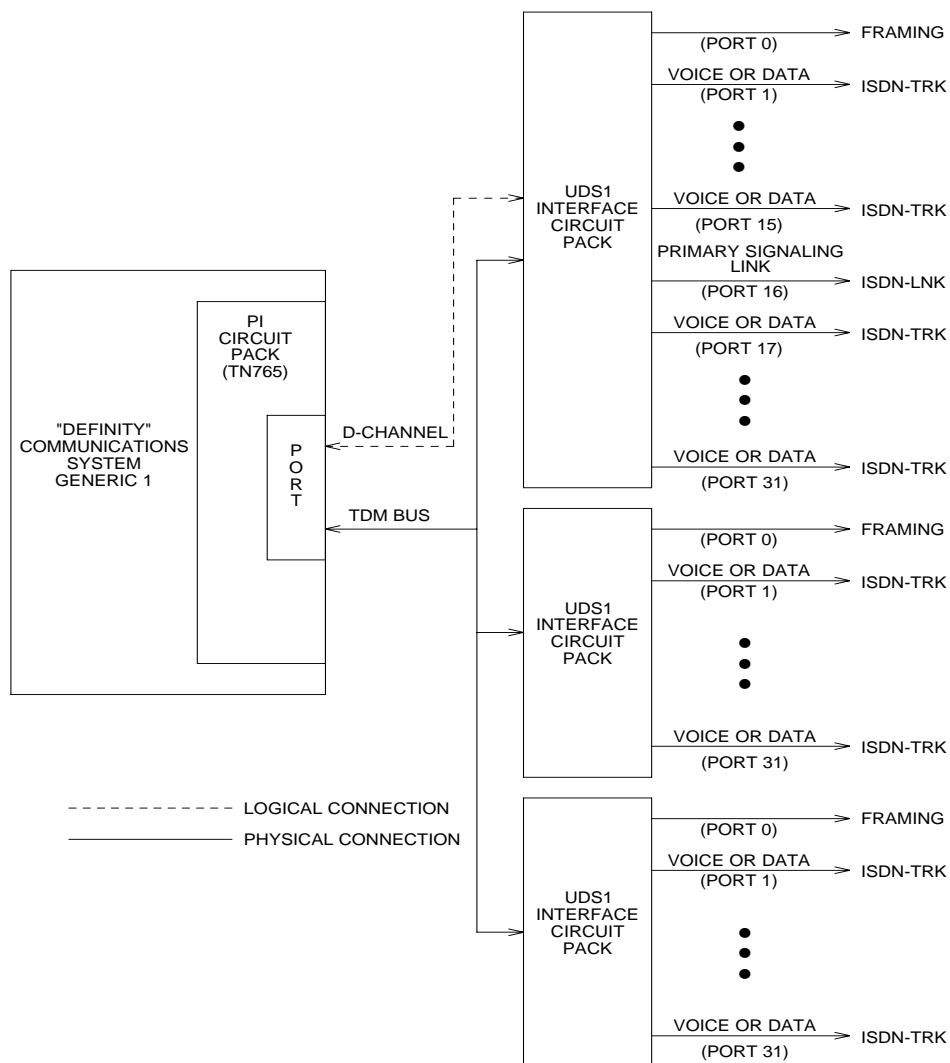 FRAMING
(PORT 0)
VOICE OR DATA
(PORT 1)
ISDN-TRK
UDS1
INTERFACE
CIRCUIT
PACK
VOICE OR DATA
(PORT 15)
ISDN-TRK
PRIMARY SIGNALING
LINK
(PORT 16)
ISDN-LNK
VOICE OR DATA
(PORT 17)
ISDN-TRK
VOICE OR DATA
(PORT 31)
ISDN-TRK
PI
CIRCUIT
PACK
(TN765)
"DEFINITY"
COMMUNICATIONS
SYSTEM
GENERIC 1
PORT
D-CHANNEL
TDM BUS
FRAMING
(PORT 0)
VOICE OR DATA
(PORT 1)
ISDN-TRK
UDS1
INTERFACE
CIRCUIT
PACK
VOICE OR DATA
(PORT 31)
ISDN-TRK
LOGICAL CONNECTION
PHYSICAL CONNECTION
FRAMING
(PORT 0)
VOICE OR DATA
(PORT 1)
ISDN-TRK
UDS1
INTERFACE
CIRCUIT
PACK
VOICE OR DATA
(PORT 31)
ISDN-TRK